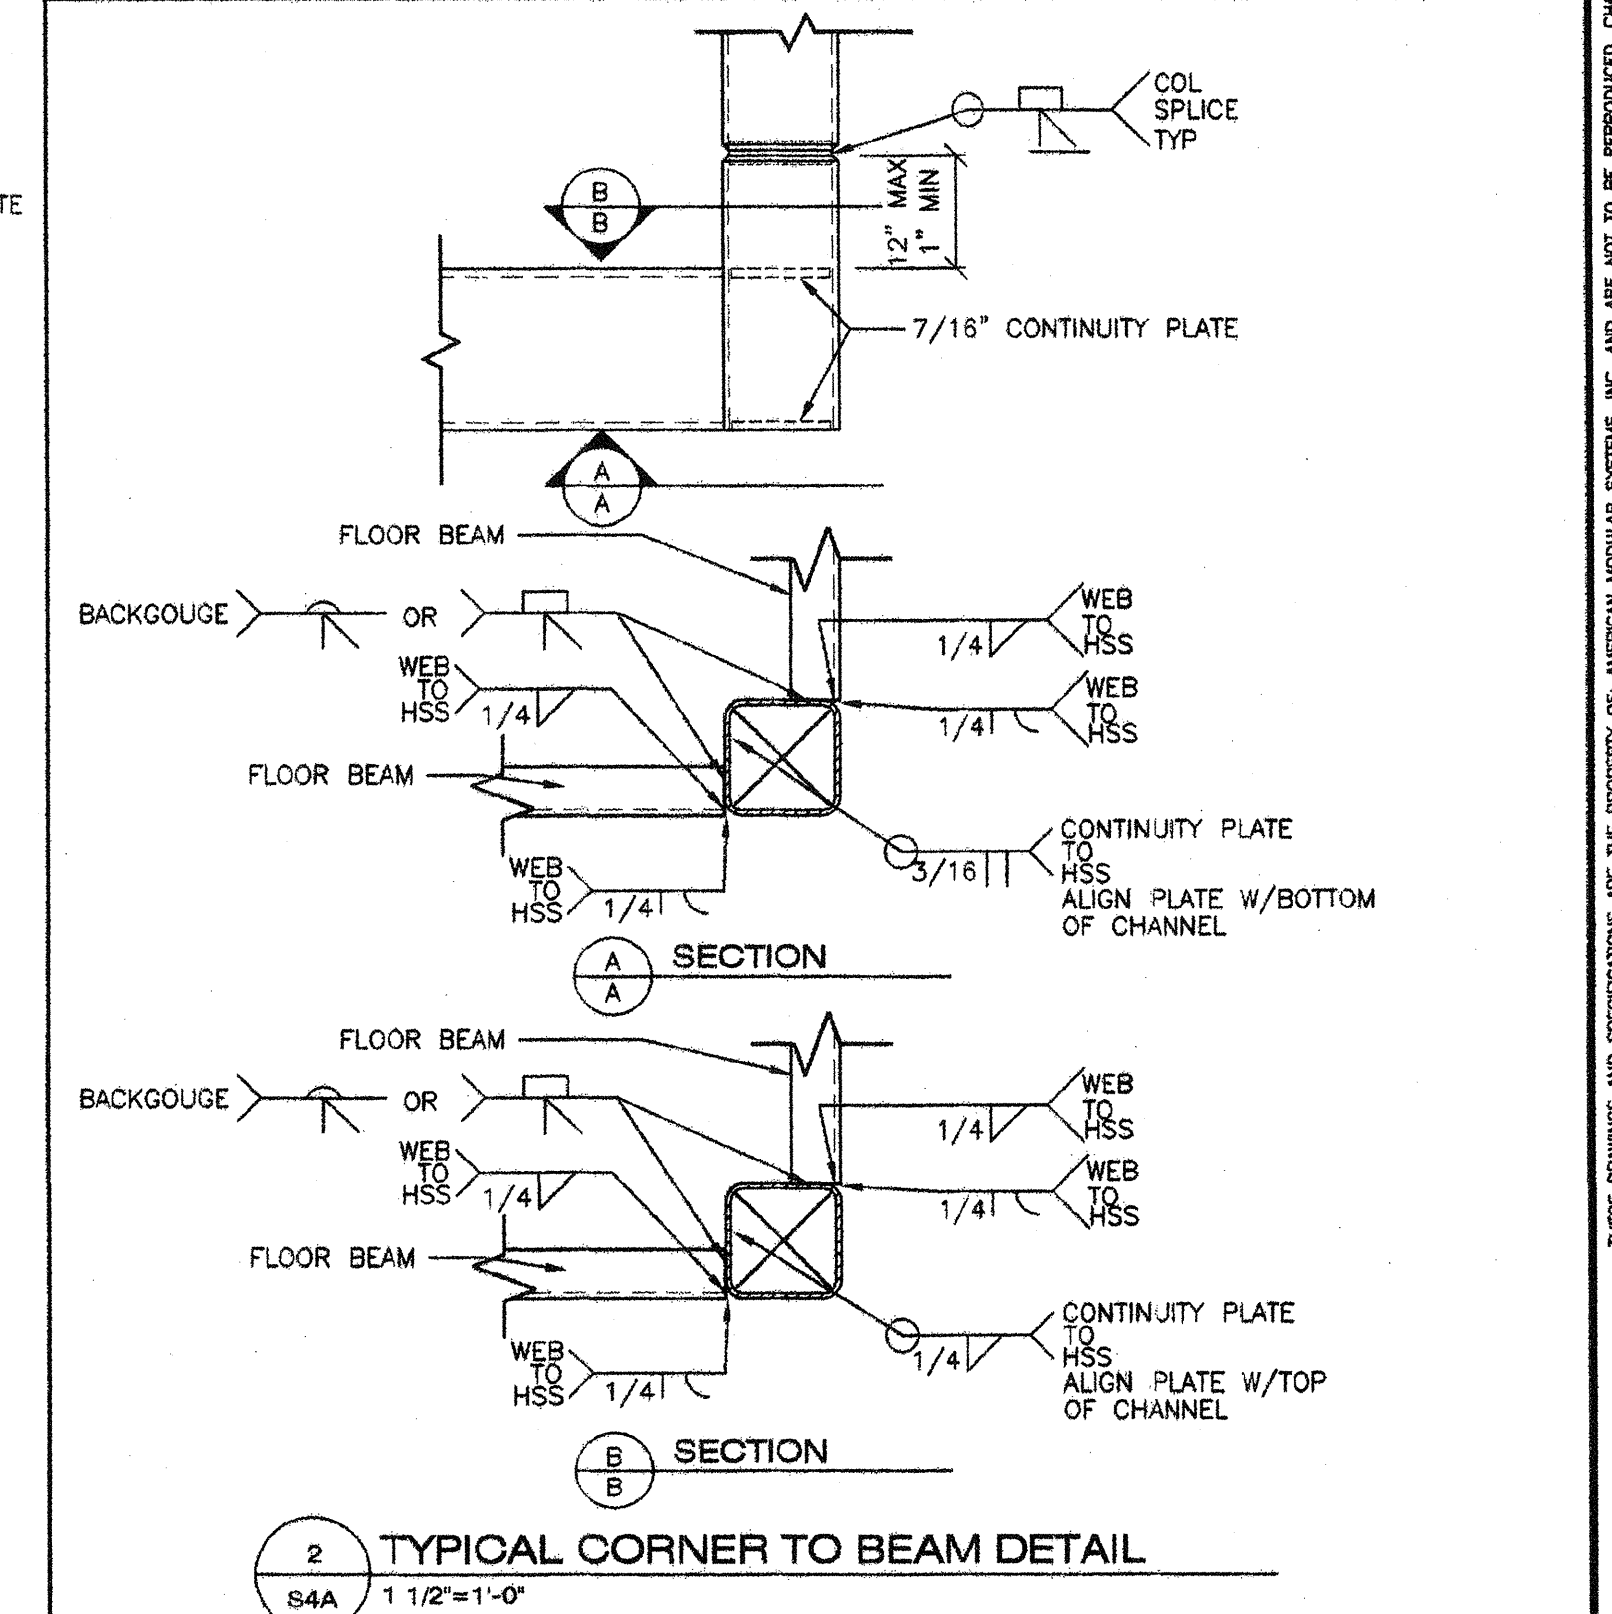 TE
COL
SPLICE
TYP
B
B
12" MAX
1" MIN
7/16" CONTINUITY PLATE
A
A
FLOOR BEAM
BACKGOUGE
OR
WEB
TO
HSS
1/4
WEB
TO
HSS
1/4
WEB
TO
HSS
1/4
FLOOR BEAM
WEB
TO
HSS
1/4
3/16
CONTINUITY PLATE
TO
HSS
ALIGN PLATE W/BOTTOM
OF CHANNEL
A
A
SECTION
FLOOR BEAM
BACKGOUGE
OR
WEB
TO
HSS
1/4
WEB
TO
HSS
1/4
WEB
TO
HSS
1/4
FLOOR BEAM
WEB
TO
HSS
1/4
1/4
CONTINUITY PLATE
TO
HSS
ALIGN PLATE W/TOP
OF CHANNEL
B
B
SECTION
2
S4A
TYPICAL CORNER TO BEAM DETAIL
1 1/2"=1'-0"